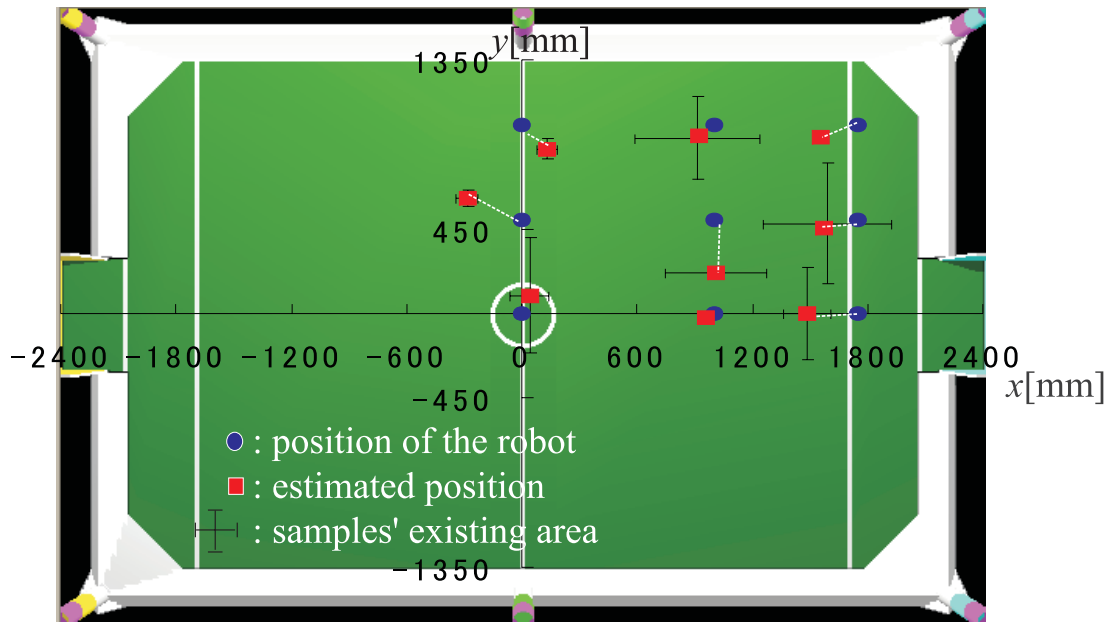 y[mm]
1350
450
-2400 -1800 -1200 -600 0 600 1200 1800 2400
x[mm]
-450
: position of the robot
: estimated position
: samples' existing area
-1350